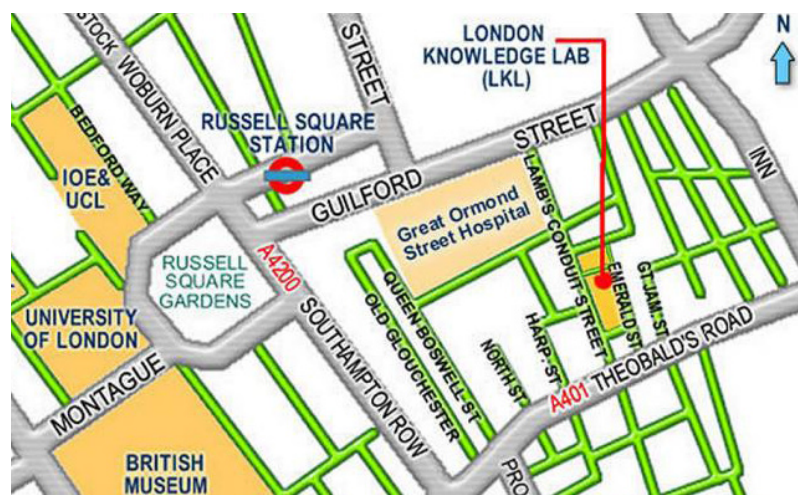 LONDON
KNOWLEDGE LAB
(LKL)
N
STOCK WOBURN PLACE
STREET
RUSSELL SQUARE
STATION
BEDFORD WAY
IOE&
UCL
GUILFORD STREET
INN
Great Ormond
Street Hospital
LAMB'S CONDUIT STREET
RUSSELL
SQUARE
GARDENS
A4200
SOUTHAMPTON ROW
UNIVERSITY
OF LONDON
MONTAGUE
QUEEN BOSWELL ST
OLD GLOUCHESTER
NORTH ST
HARP. ST
EMERALD ST
GT. JAM. ST
A401 THEOBALD'S ROAD
BRITISH
MUSEUM
PRO